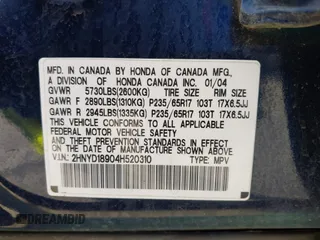 MFD. IN CANADA BY HONDA OF CANADA MFG.,
A DIVISION OF HONDA CANADA INC. 01/04
GVWR 5730LBS(2600KG) TIRE SIZE RIM SIZE
GAWR F 2890LBS(1310KG) P235/65R17 103T 17X6.5JJ
GAWR R 2945LBS(1335KG) P235/65R17 103T 17X6.5JJ
THIS VEHICLE CONFORMS TO ALL APPLICABLE
FEDERAL MOTOR VEHICLE SAFETY STANDARDS IN
EFFECT ON THE DATE OF MANUFACTURE SHOWN ABOVE.
V.I.N.: 2HNYD18904H520310 TYPE: MPV
DREAMBID